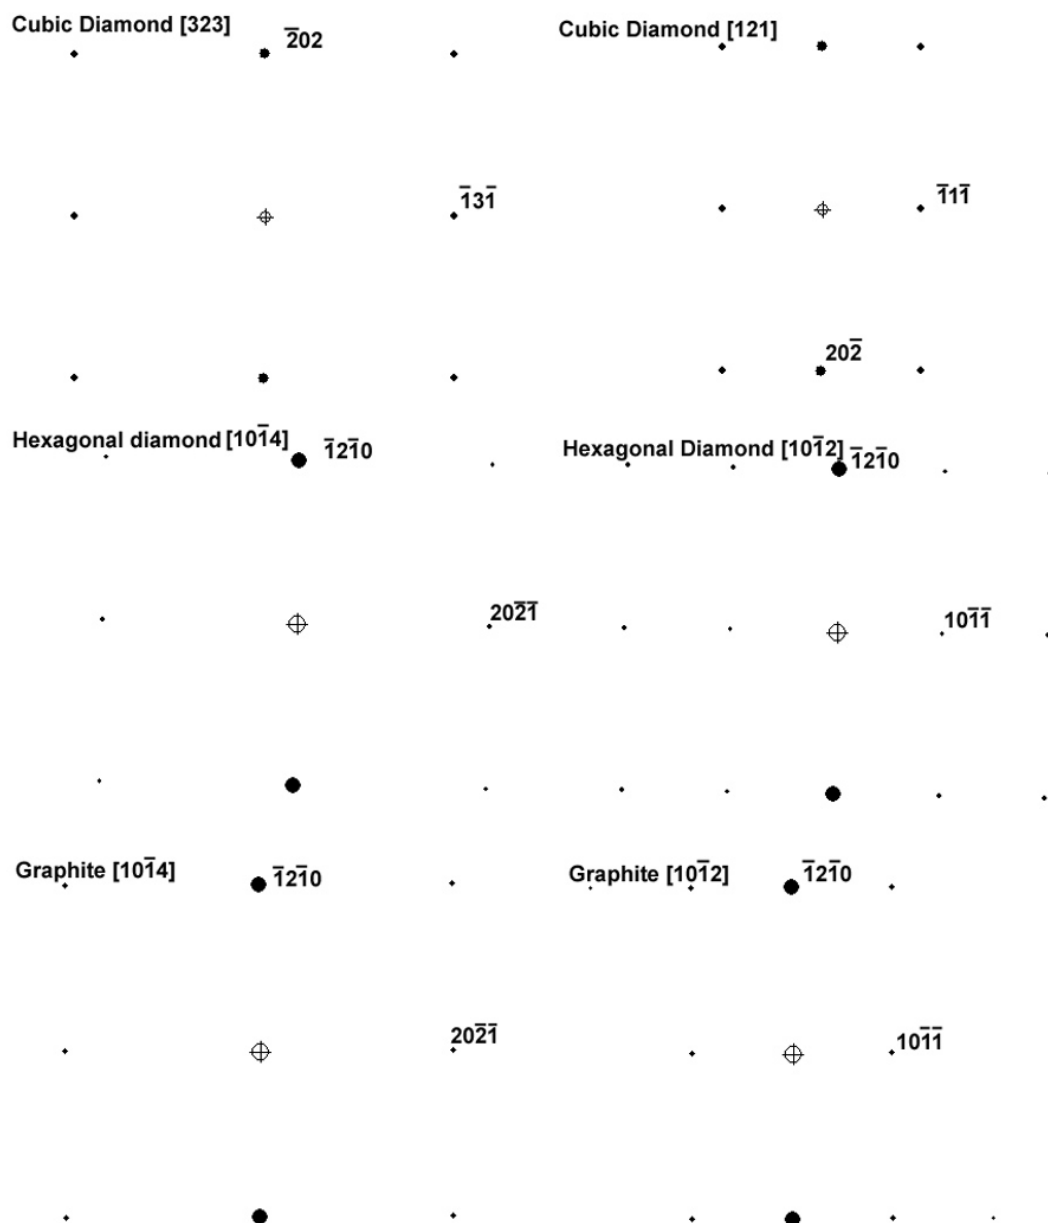 Cubic Diamond [323]
2̅02
1̅31̅
Cubic Diamond [121]
1̅11̅
202̅
Hexagonal diamond [101̅4]
1̅21̅0
202̅1̅
Hexagonal Diamond [101̅2]
1̅21̅0
101̅1̅
Graphite [101̅4]
1̅21̅0
202̅1̅
Graphite [101̅2]
1̅21̅0
101̅1̅